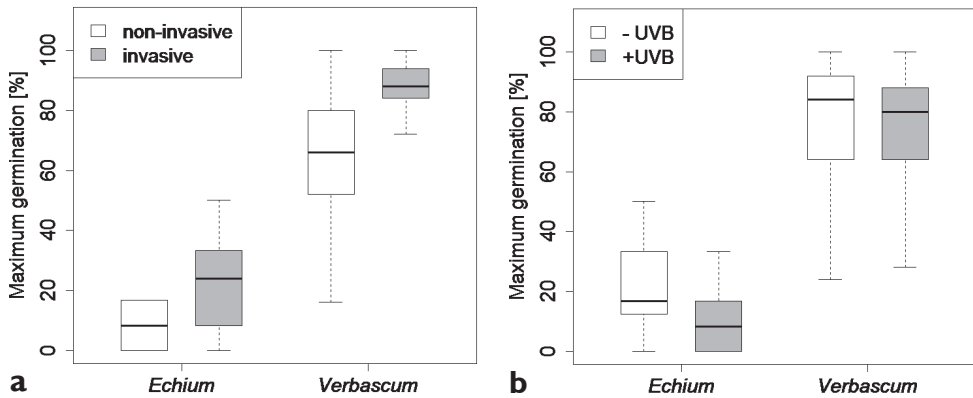 non-invasive
invasive
Maximum germination [%]
100
80
60
40
20
0
Echium
Verbascum
a
- UVB
+UVB
Maximum germination [%]
100
80
60
40
20
0
Echium
Verbascum
b